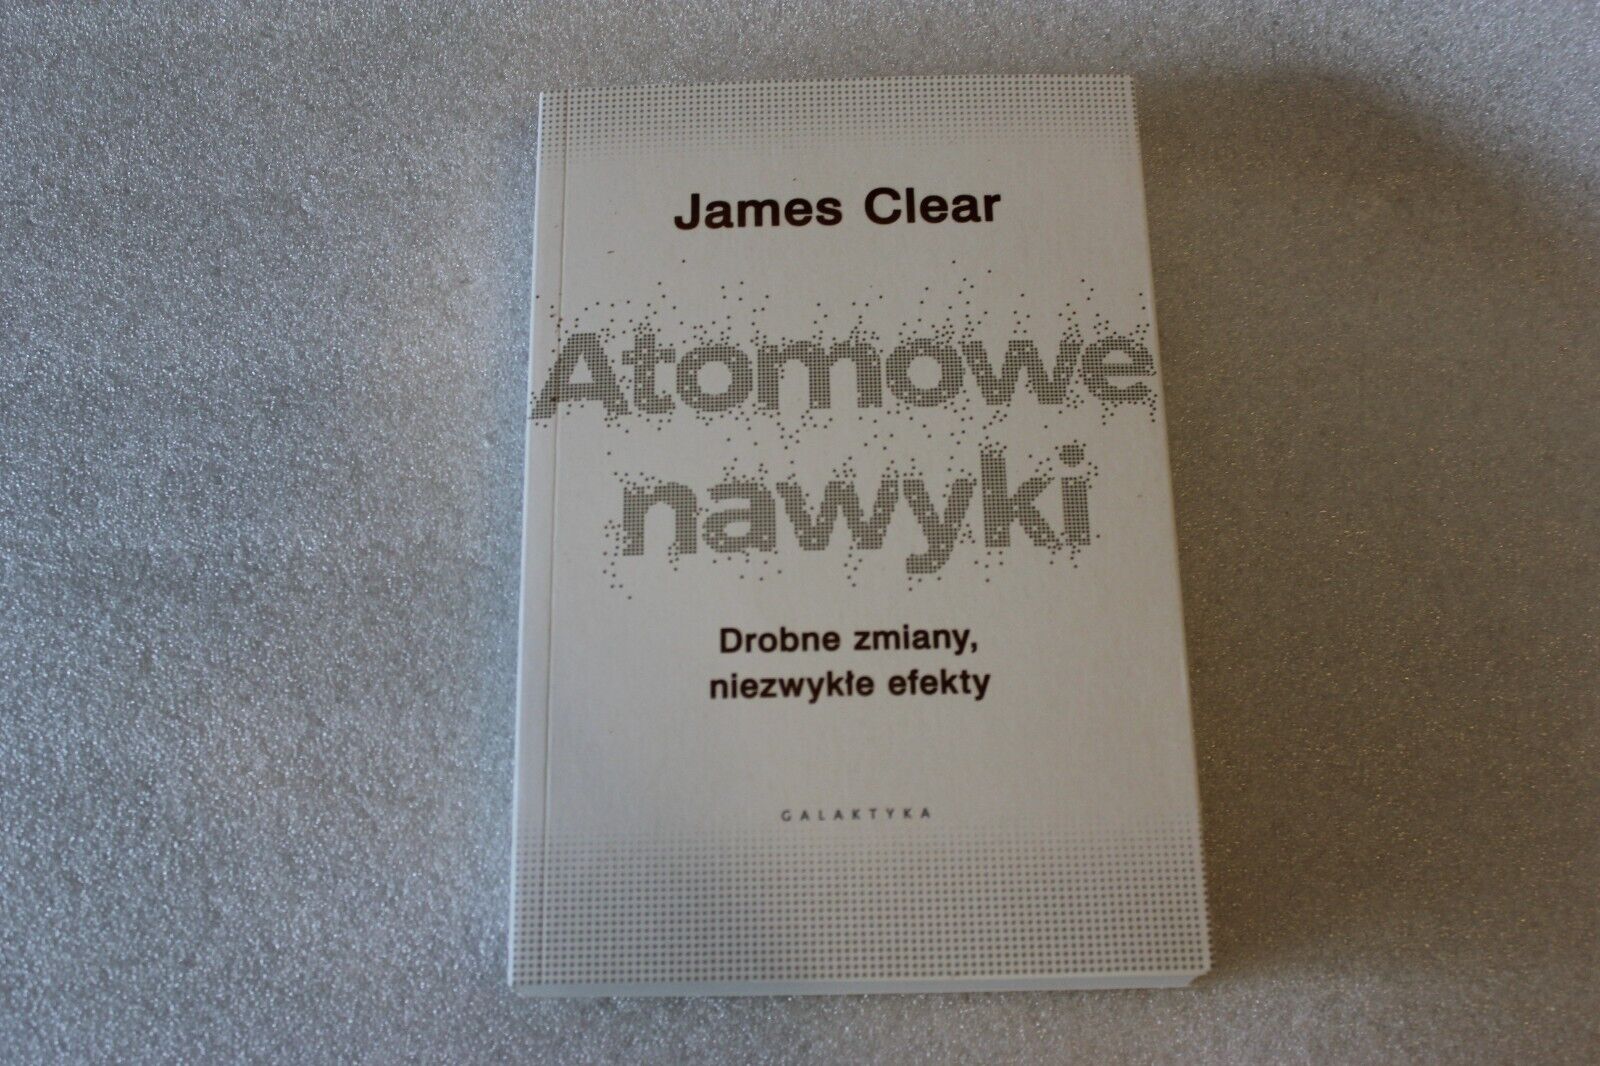 James Clear
Atomowe
nawyki
Drobne zmiany,
niezwykłe efekty
GALAKTYKA